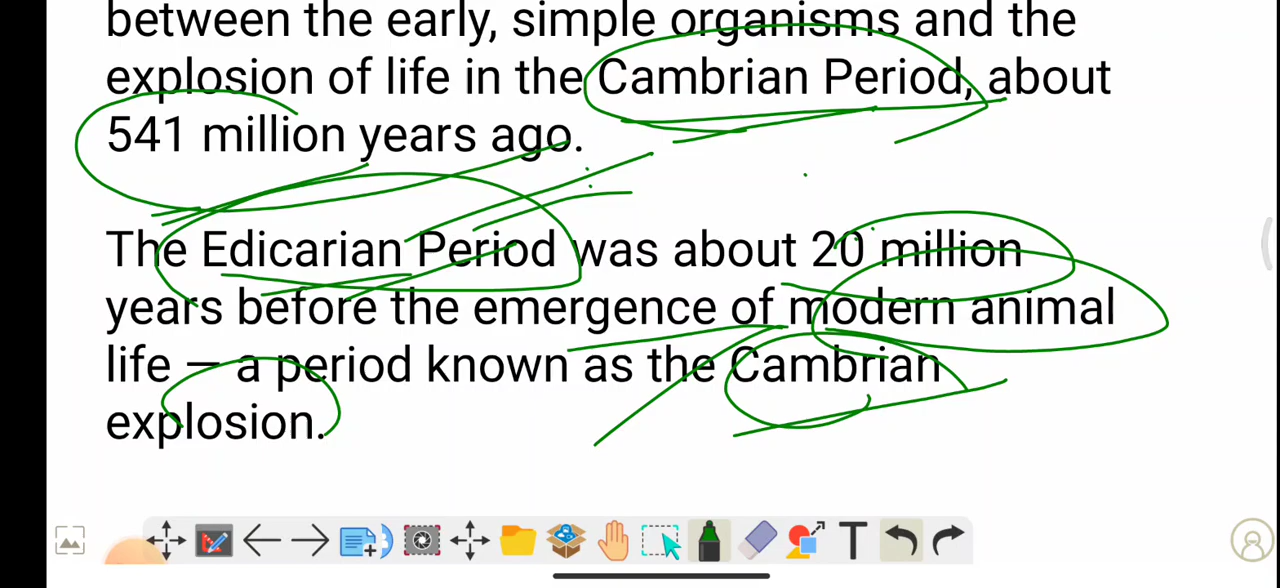 between the early, simple organisms and the
explosion of life in the Cambrian Period, about
541 million years ago.
The Edicarian Period was about 20 million
years before the emergence of modern animal
life – a period known as the Cambrian
explosion.
T